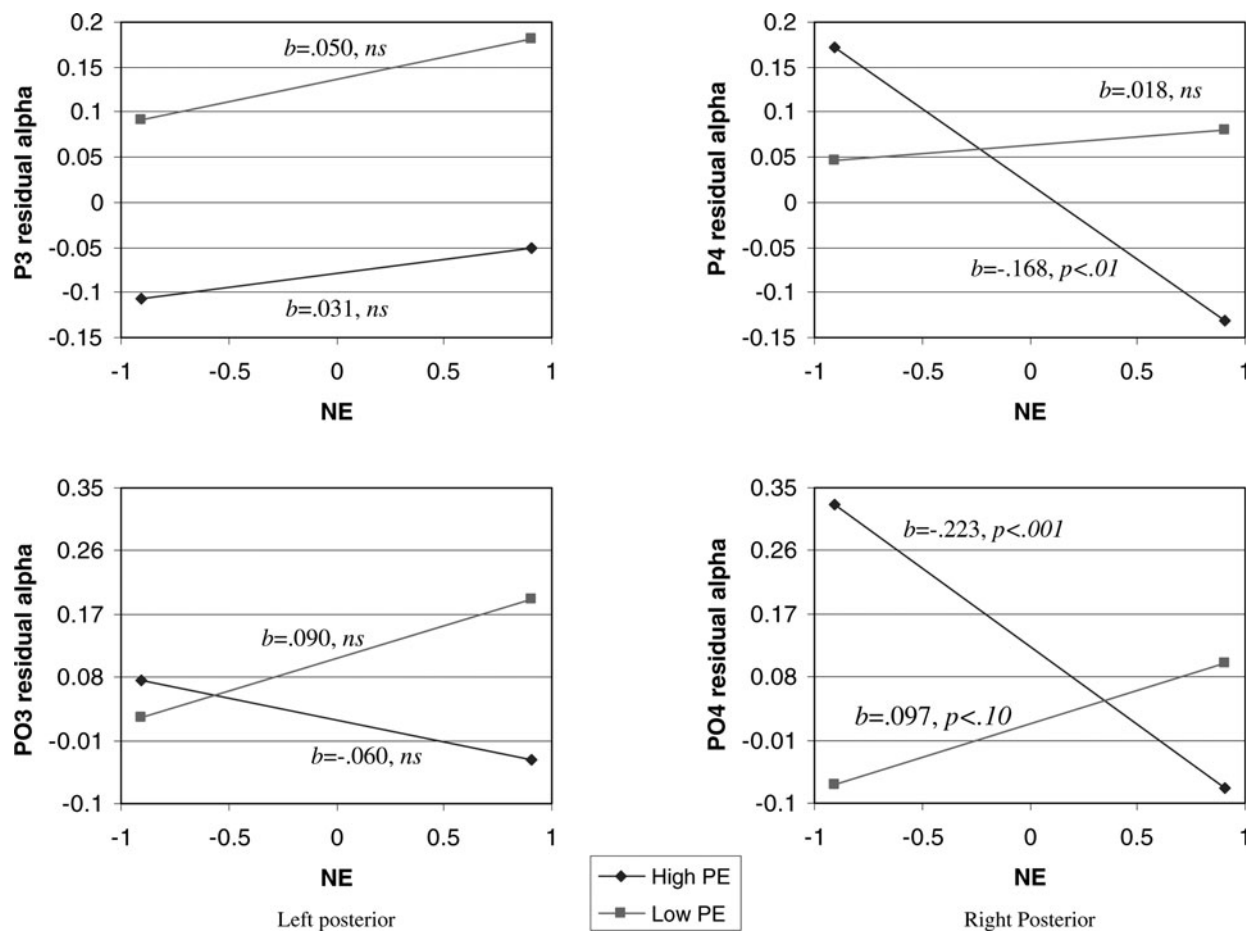 0.2
0.15
0.1
0.05
0
-0.05
-0.1
-0.15
P3 residual alpha
b=.050, ns
b=.031, ns
-1 -0.5 0 0.5 1
NE
0.2
0.15
0.1
0.05
0
-0.05
-0.1
-0.15
P4 residual alpha
b=.018, ns
b=-.168, p<.01
-1 -0.5 0 0.5 1
NE
0.35
0.26
0.17
0.08
-0.01
-0.1
PO3 residual alpha
b=.090, ns
b=-.060, ns
-1 -0.5 0 0.5 1
NE
Left posterior
0.35
0.26
0.17
0.08
-0.01
-0.1
PO4 residual alpha
b=-.223, p<.001
b=.097, p<.10
-1 -0.5 0 0.5 1
NE
Right Posterior
High PE
Low PE